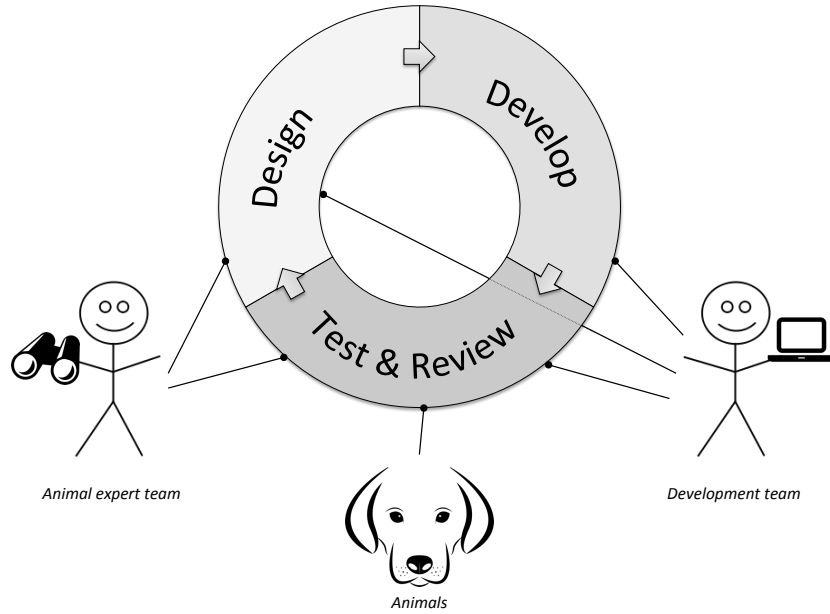 Design
Develop
Test & Review
Animal expert team
Development team
Animals